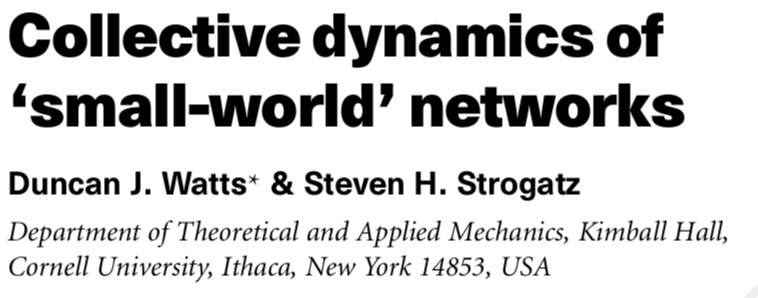 Collective dynamics of
‘small-world’ networks
Duncan J. Watts* & Steven H. Strogatz
Department of Theoretical and Applied Mechanics, Kimball Hall,
Cornell University, Ithaca, New York 14853, USA